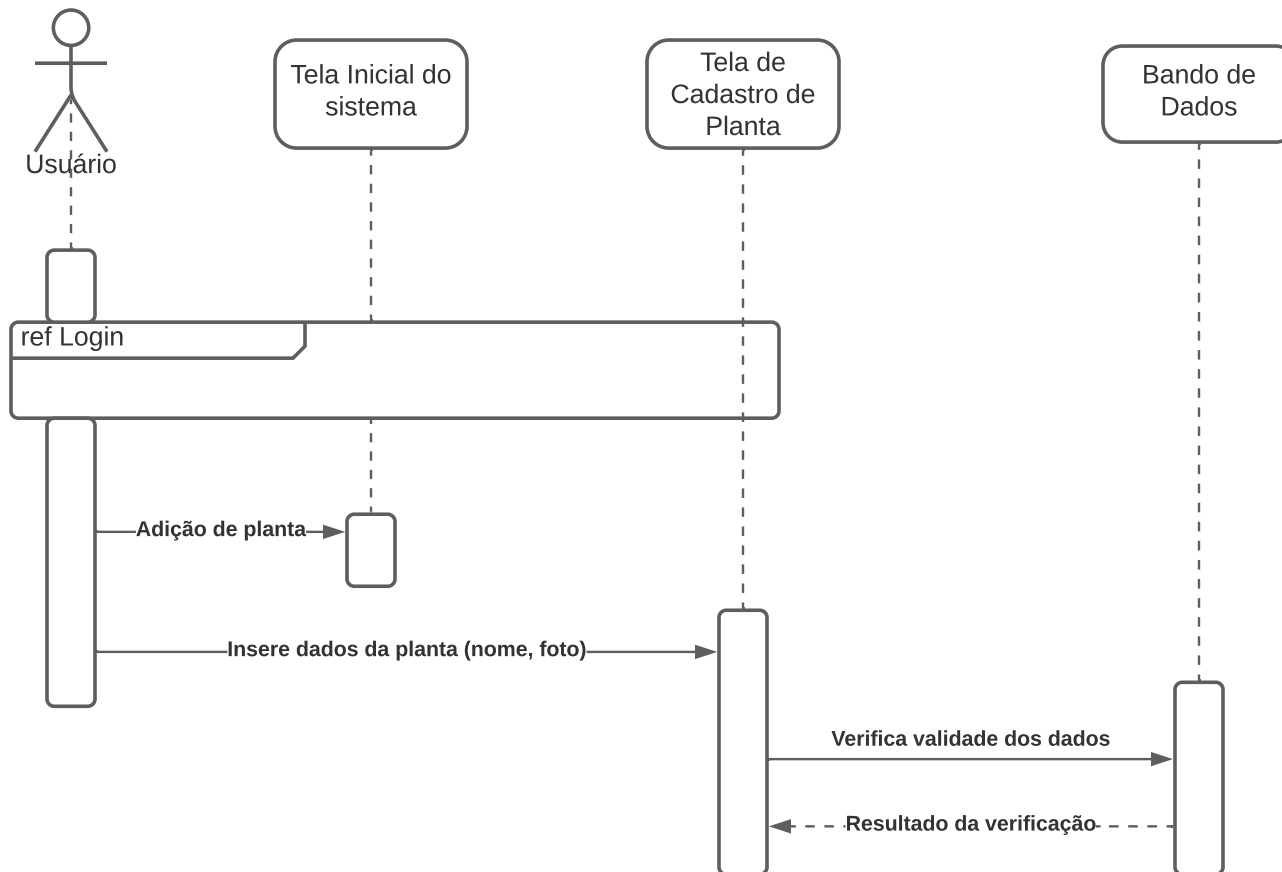 Usuário
Tela Inicial do
sistema
Tela de
Cadastro de
Planta
Bando de
Dados
ref Login
Adição de planta
Insere dados da planta (nome, foto)
Verifica validade dos dados
Resultado da verificação